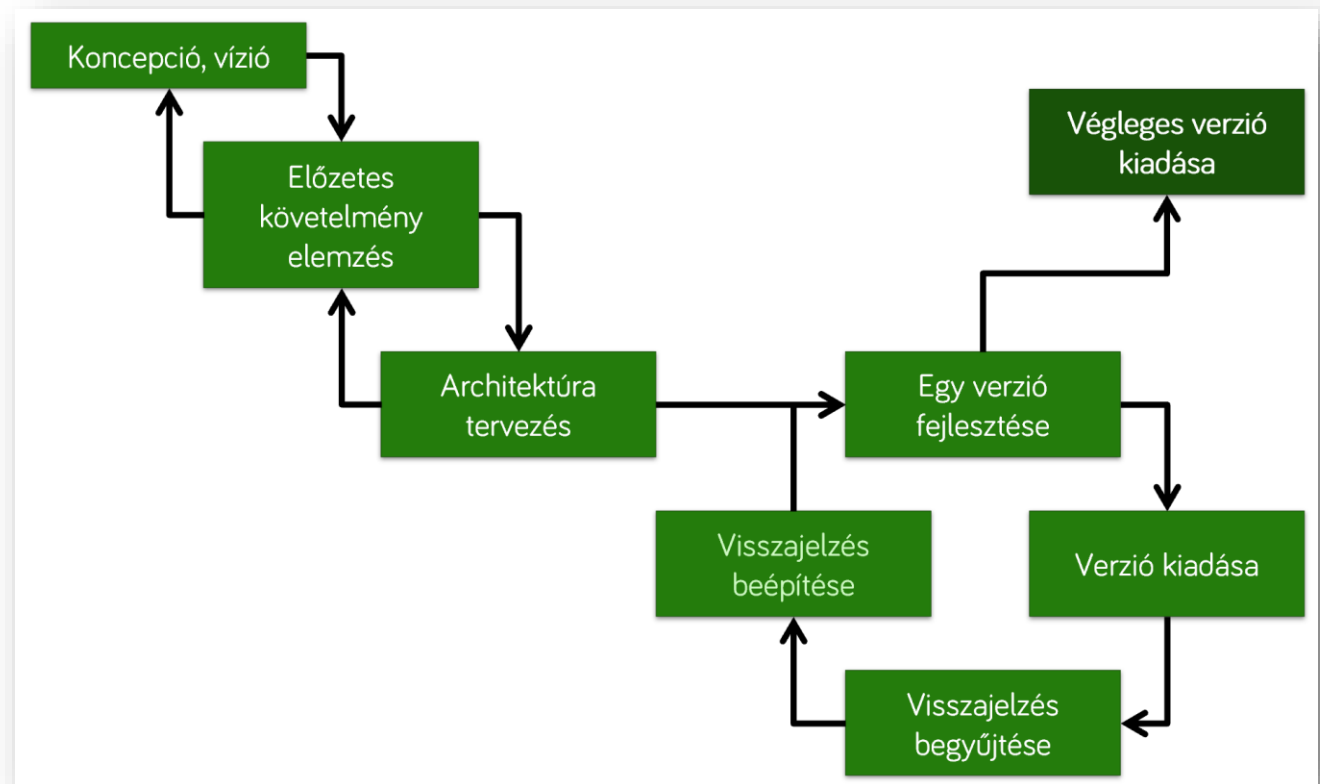 Koncepció, vízió
Előzetes
követelmény
elemzés
Architektúra
tervezés
Egy verzió
fejlesztése
Végleges verzió
kiadása
Verzió kiadása
Visszajelzés
begyűjtése
Visszajelzés
beépítése